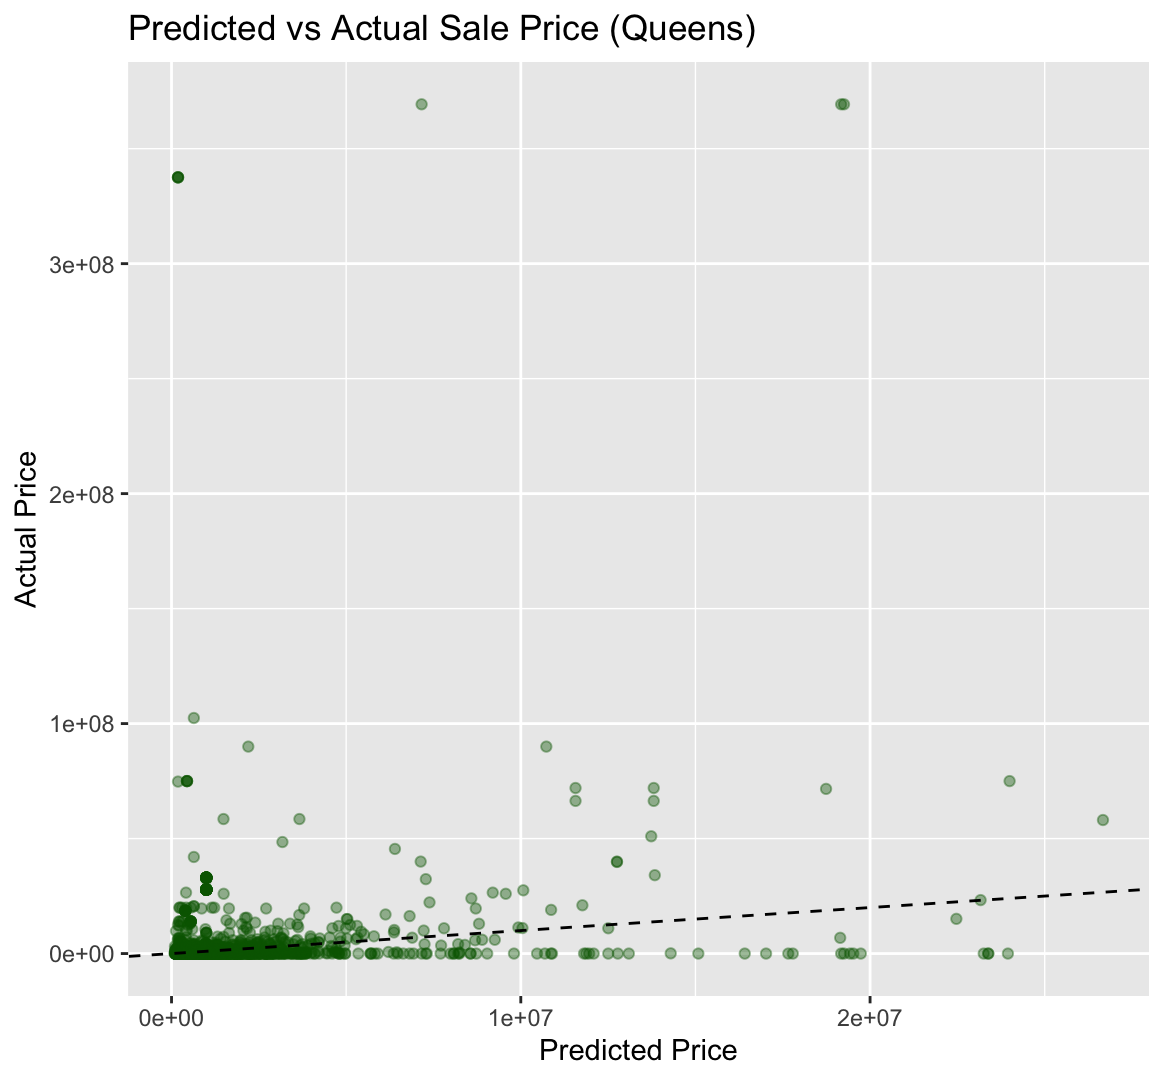 Predicted vs Actual Sale Price (Queens)
Actual Price
3e+08
2e+08
1e+08
0e+00
0e+00 1e+07 2e+07
Predicted Price